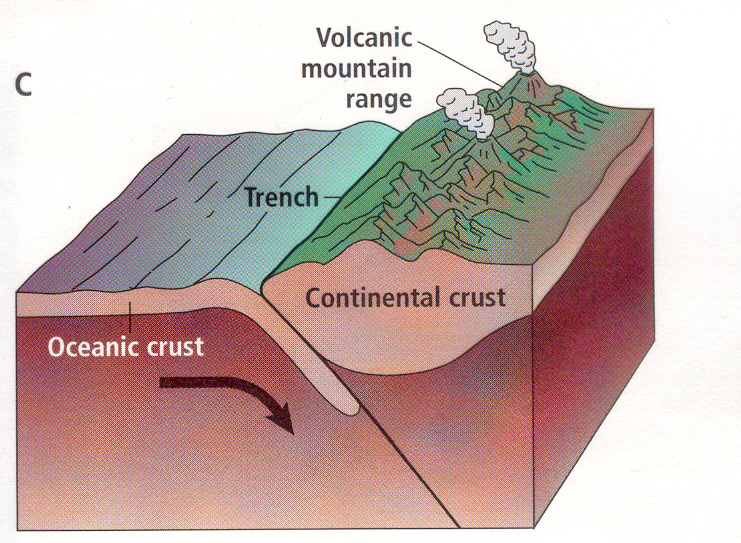 C
Volcanic
mountain
range
Trench
Continental crust
Oceanic crust